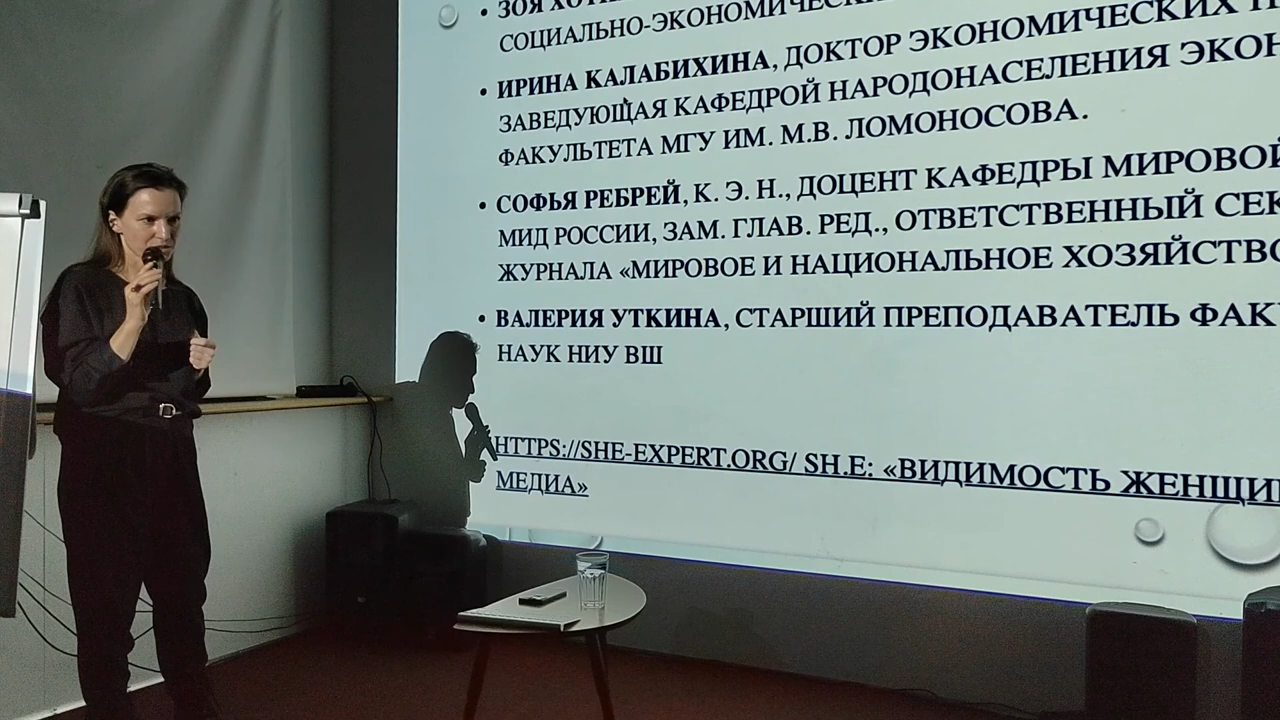 ЗОЯ
СОЦИАЛЬНО-
ИРИНА КАЛАБИХИНА, ДОКТОР ЭКОНОМИЧЕСКИХ
ЗАВЕДУЮЩАЯ КАФЕДРОЙ НАРОДОНАСЕЛЕНИЯ ЭКОН
ФАКУЛЬТЕТА МГУ ИМ. М.В. ЛОМОНОСОВА.
СОФЬЯ РЕБРЕЙ, К. Э. Н., ДОЦЕНТ КАФЕДРЫ МИРОВОЙ
МИД РОССИИ, ЗАМ. ГЛАВ. РЕД., ОТВЕТСТВЕННЫЙ СЕК
ЖУРНАЛА «МИРОВОЕ И НАЦИОНАЛЬНОЕ ХОЗЯЙСТВО
ВАЛЕРИЯ УТКИНА, СТАРШИЙ ПРЕПОДАВАТЕЛЬ ФАК
НАУК НИУ ВШ
HTTPS://SHE-EXPERT.ORG/ SH.E: «ВИДИМОСТЬ ЖЕНЩИ
МЕДИА»